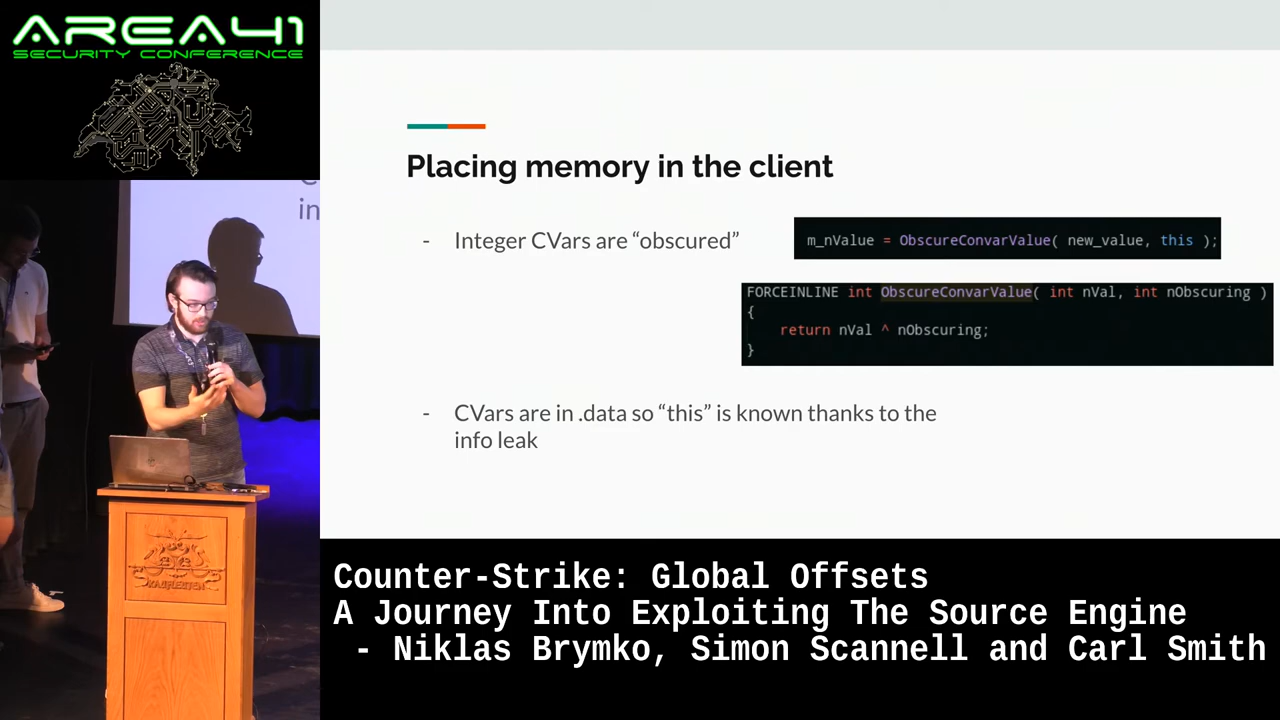 AREA41
SECURITY CONFERENCE
in
Placing memory in the client
- Integer CVars are “obscured”
m_nValue = ObscureConvarValue( new_value, this );
FORCEINLINE int ObscureConvarValue( int nVal, int nObscuring )
{
return nVal ^ nObscuring;
}
- CVars are in .data so “this” is known thanks to the
info leak
Counter-Strike: Global Offsets
A Journey Into Exploiting The Source Engine
- Niklas Brymko, Simon Scannell and Carl Smith